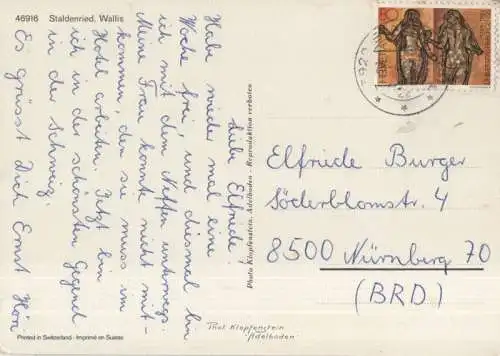 46916 Staldenried, Wallis
Liebe Elfriede!
Habe wieder mal eine
Woche frei, und diesmal bin
ich mit dem Neffen unterwegs.
Meine Frau konnte nicht mit-
kommen, den sie muss im
Hotel arbeiten. Jetzt bin
ich in der schönsten Gegend
in der Schweiz.
Es grüsst Dich Ernst
Photo Klopfenstein, Adelboden - Reproduktion verboten
Elfriede Burger
Söderblomstr. 4
8500 Nürnberg 70
(BRD)
Printed in Switzerland - Imprimé en Suisse
Phot Klopfenstein
Adelboden